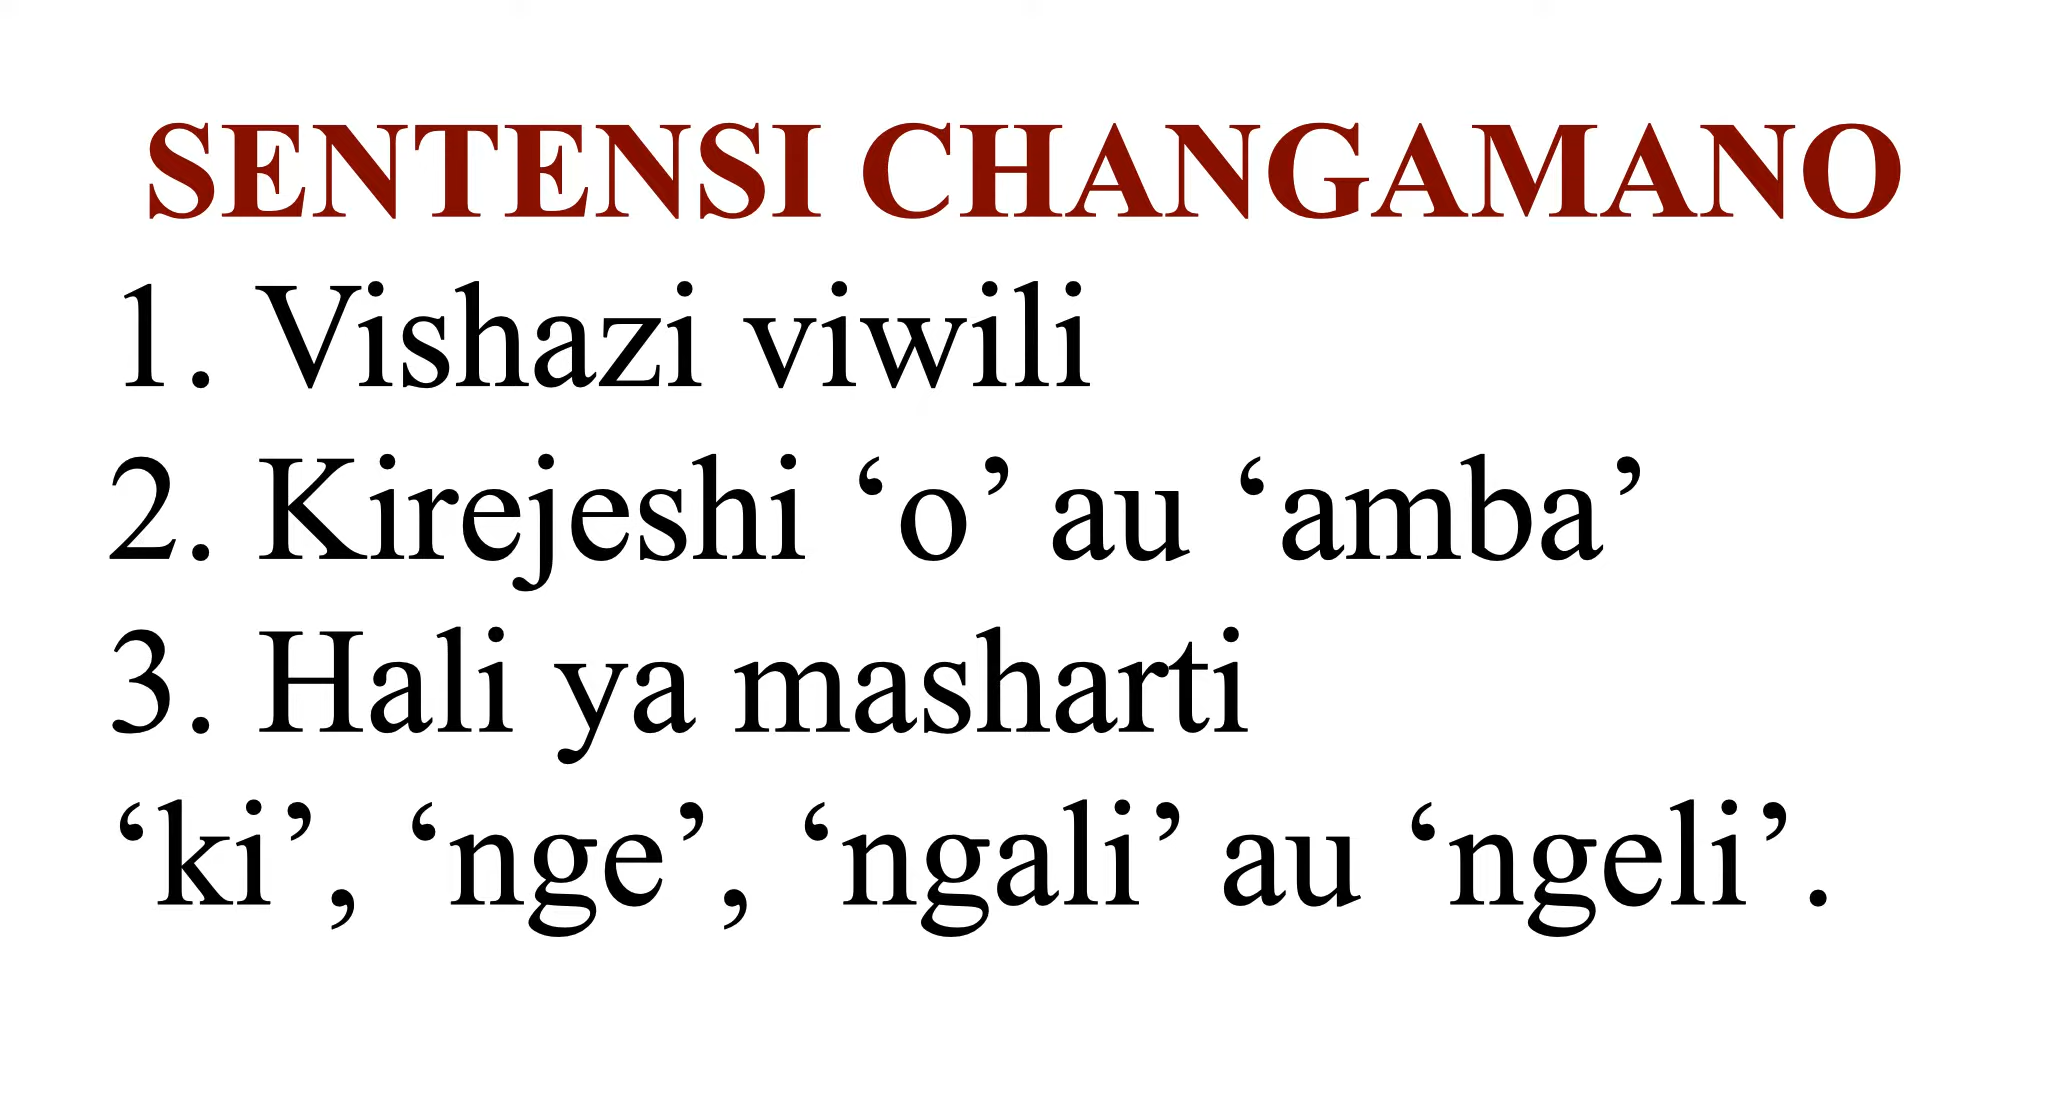 SENTENSI CHANGAMANO
1. Vishazi viwili
2. Kirejeshi ‘o’ au ‘amba’
3. Hali ya masharti
‘ki’, ‘nge’, ‘ngali’ au ‘ngeli’.